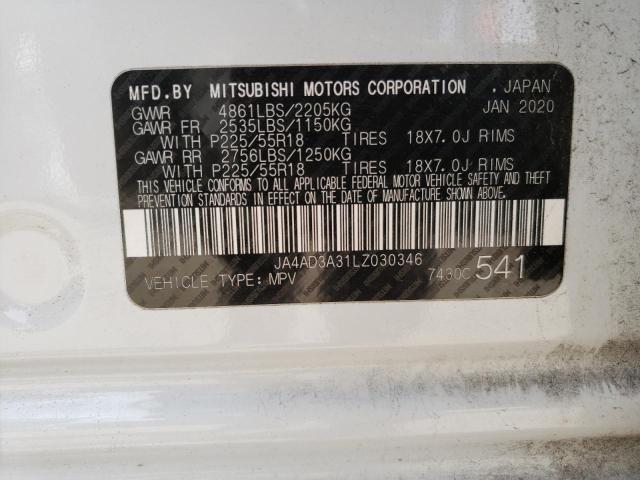 MFD.BY MITSUBISHI MOTORS CORPORATION . JAPAN
GVWR 4861LBS/2205KG JAN 2020
GAWR FR 2535LBS/1150KG
WITH P225/55R18 TIRES 18X7.0J RIMS
GAWR RR 2756LBS/1250KG
WITH P225/55R18 TIRES 18X7.0J RIMS
THIS VEHICLE CONFORMS TO ALL APPLICABLE FEDERAL MOTOR VEHICLE SAFETY AND THEFT
PREVENTION STANDARDS IN EFFECT ON THE DATE OF MANUFACTURE SHOWN ABOVE.
JA4AD3A31LZ030346
VEHICLE TYPE: MPV 7430C 541